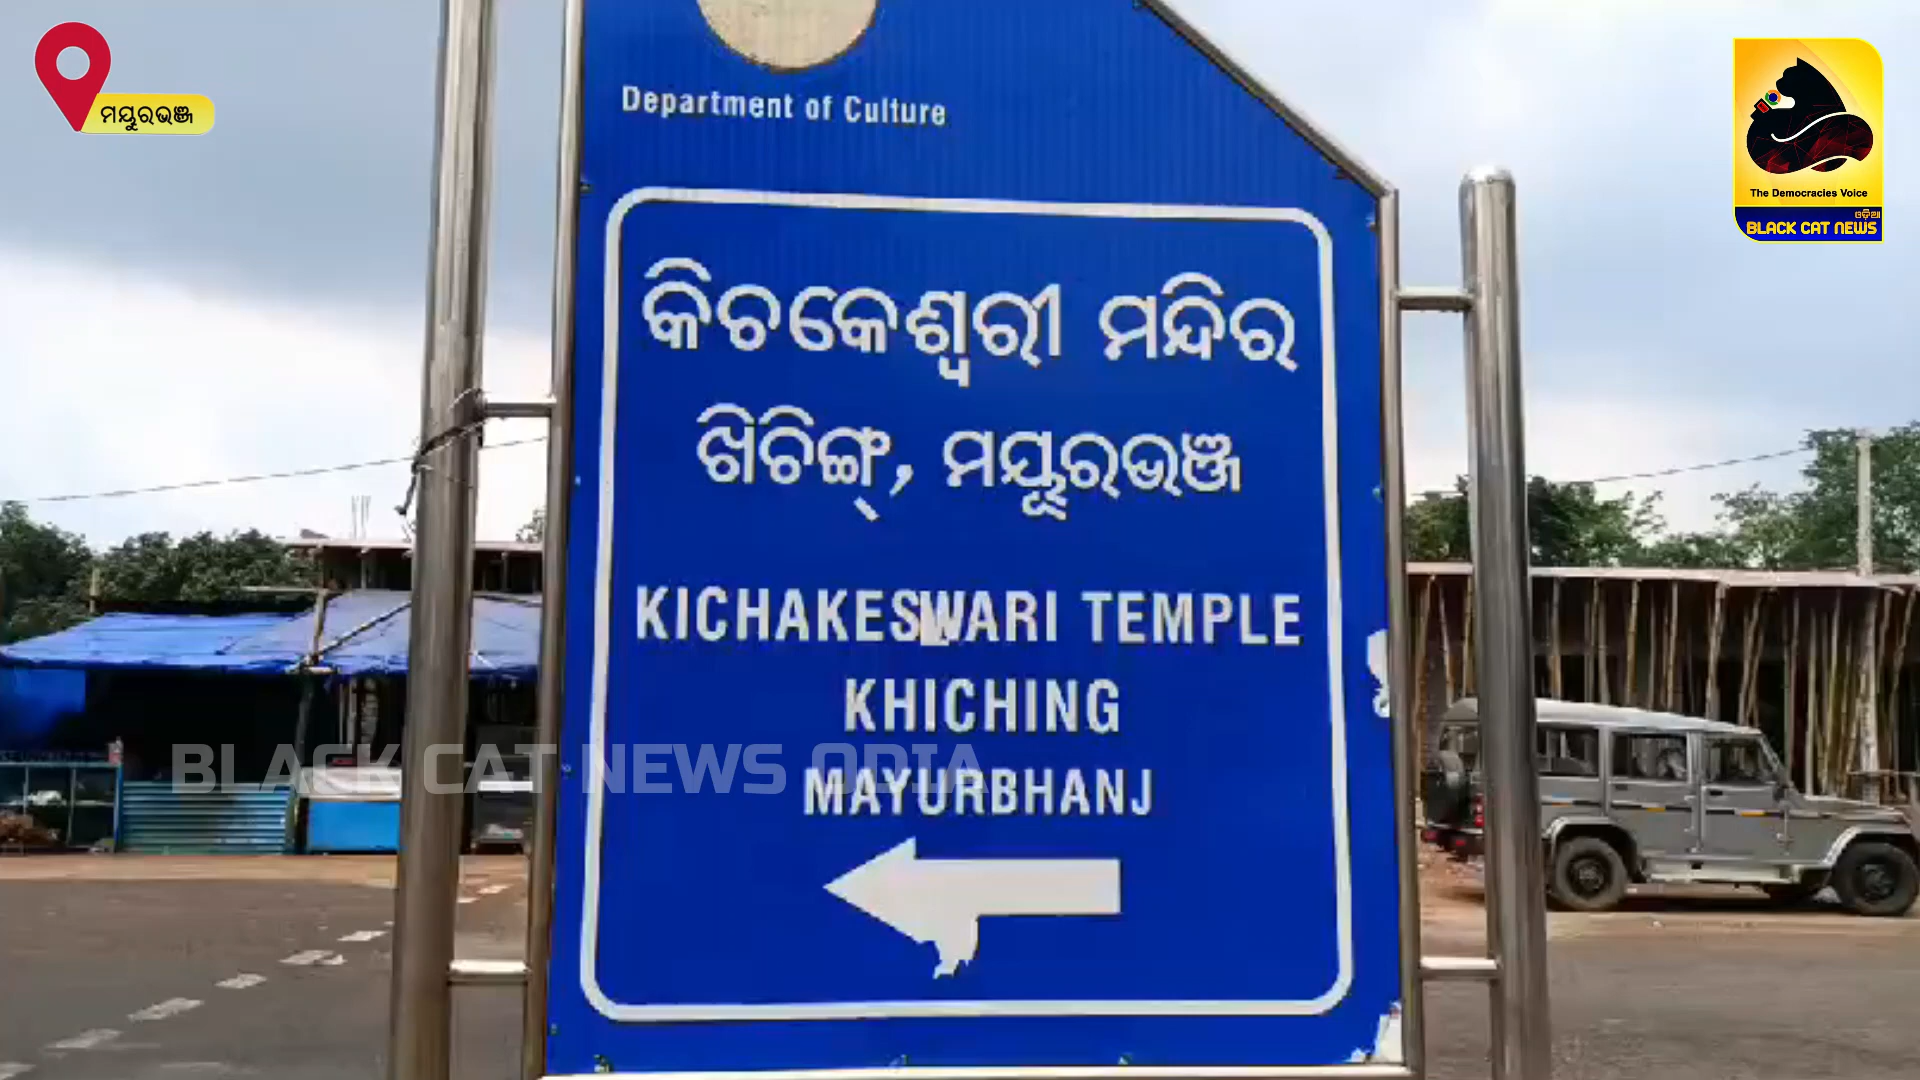 ମୟୁରଭଞ୍ଜ
Department of Culture
The Democracies Voice
ଓଡ଼ିଆ
BLACK CAT NEWS
କିଚକେଶ୍ୱରୀ ମନ୍ଦିର
ଖିଚିଙ୍ଗ୍, ମୟୂରଭଞ୍ଜ
KICHAKESWARI TEMPLE
KHICHING
BLACK CAT NEWS ODIA
MAYURBHANJ